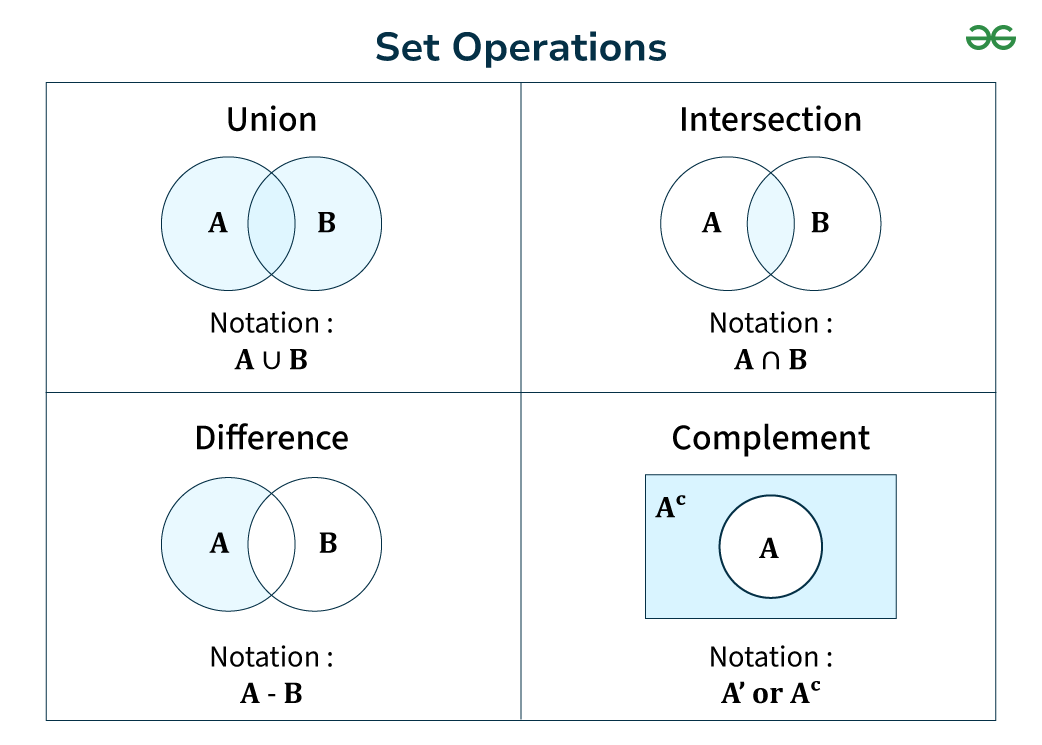 Set Operations
Union
A B
Notation :
A ∪ B
Intersection
A B
Notation :
A ∩ B
Difference
A B
Notation :
A - B
Complement
Aᶜ
A
Notation :
A’ or Aᶜ